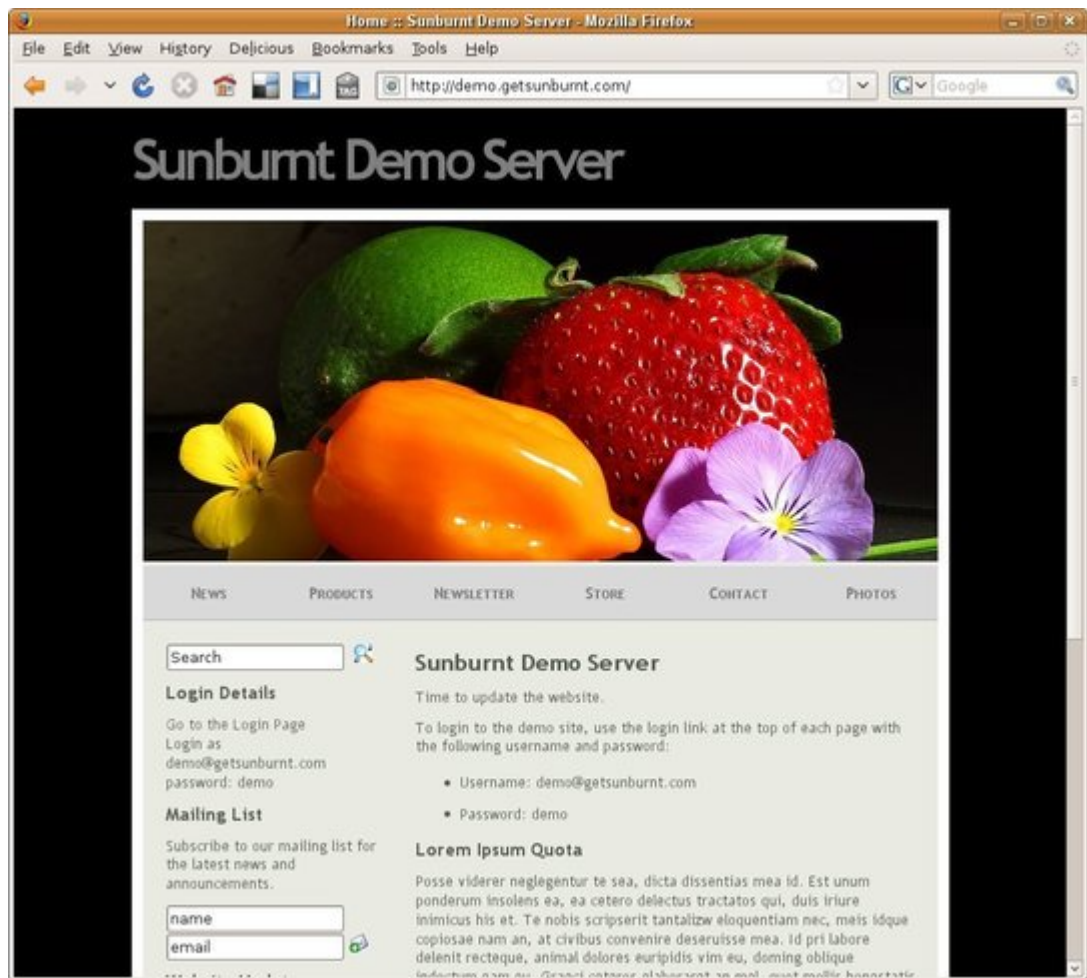 Home :: Sunburnt Demo Server - Mozilla Firefox
File Edit View History Delicious Bookmarks Tools Help
TAG
http://demo.getsunburnt.com/
G Google
Sunburnt Demo Server
News Products Newsletter Store Contact Photos
Search
Login Details
Go to the Login Page
Login as
demo@getsunburnt.com
password: demo
Mailing List
Subscribe to our mailing list for
the latest news and
announcements.
name
email
Sunburnt Demo Server
Time to update the website.
To login to the demo site, use the login link at the top of each page with
the following username and password:
• Username: demo@getsunburnt.com
• Password: demo
Lorem Ipsum Quota
Posse viderer neglegentur te sea, dicta dissentias mea id. Est unum
ponderum insolens ea, ea cetero delectus tractatos qui, duis iriure
inimicus his et. Te nobis scripserit tantalizw eloquentiam nec, meis idque
copiosae nam an, at civibus convenire deseruisse mea. Id pri labore
delenit recteque, animal dolores euripidis vim eu, doming oblique